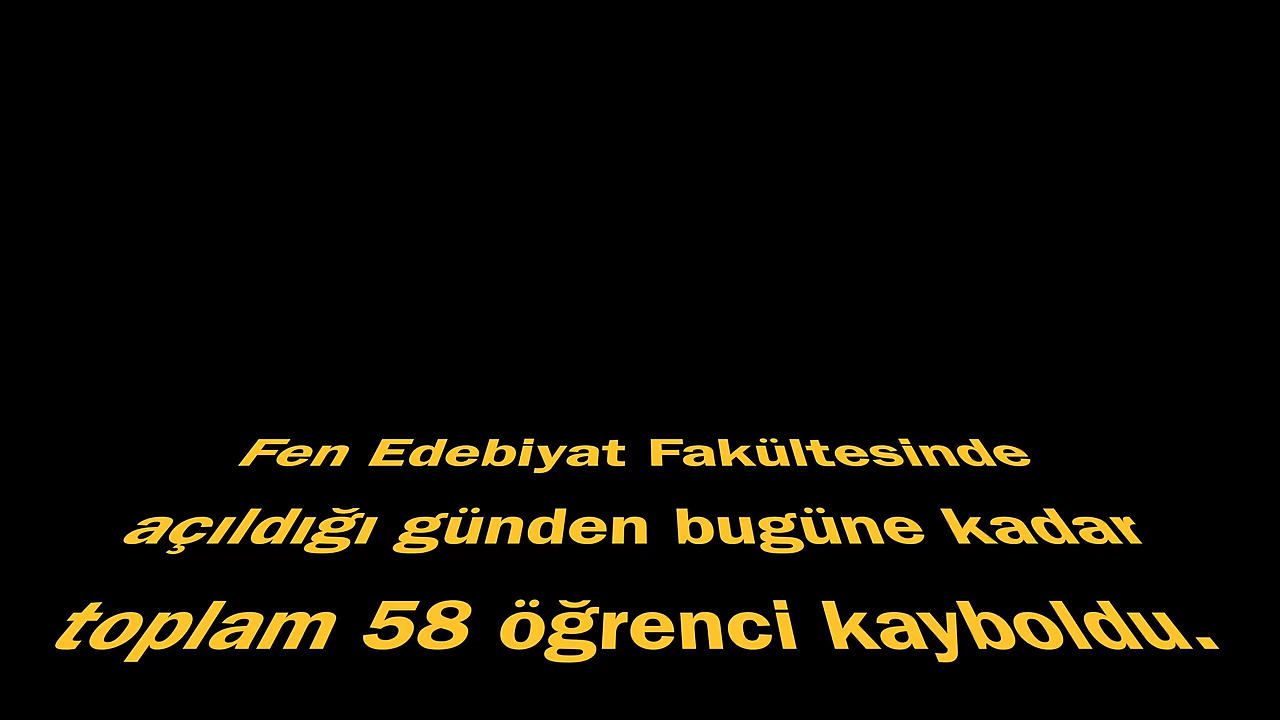 Fen Edebiyat Fakültesinde
açıldığı günden bugüne kadar
toplam 58 öğrenci kayboldu.